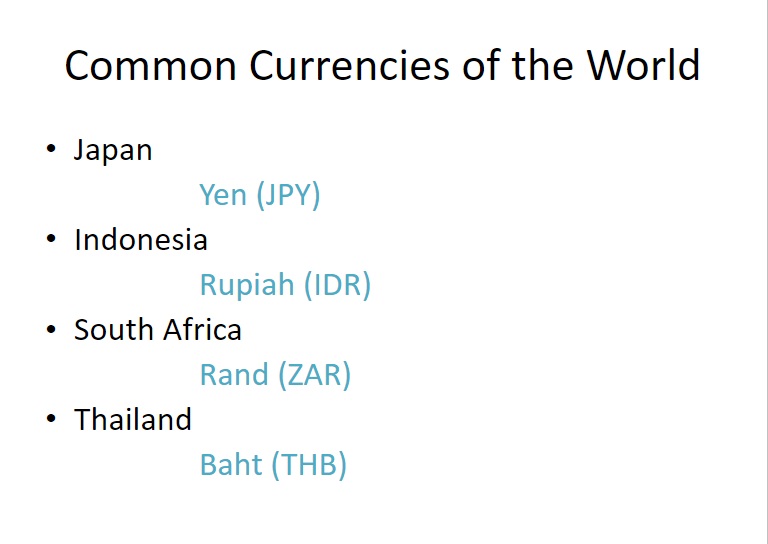 Common Currencies of the World
• Japan
Yen (JPY)
• Indonesia
Rupiah (IDR)
• South Africa
Rand (ZAR)
• Thailand
Baht (THB)